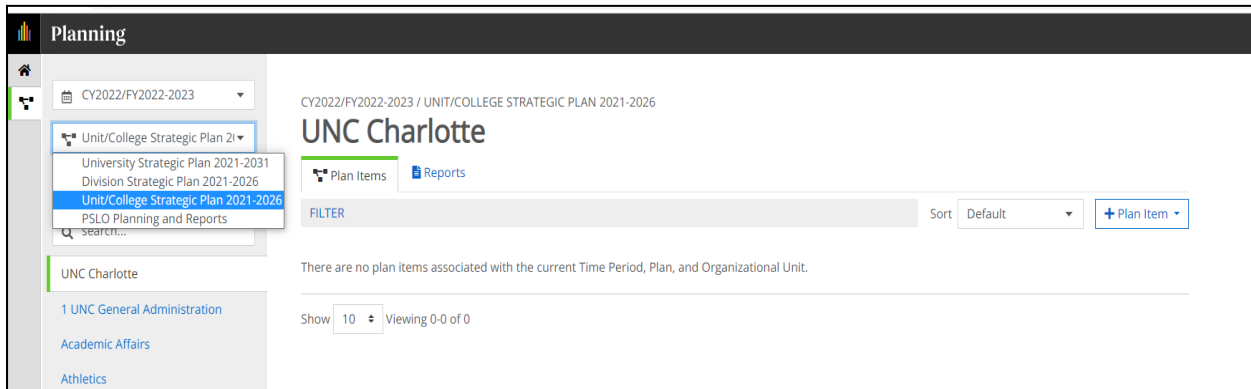 Planning
CY2022/FY2022-2023
Unit/College Strategic Plan 2(
University Strategic Plan 2021-2031
Division Strategic Plan 2021-2026
Unit/College Strategic Plan 2021-2026
PSLO Planning and Reports
search...
UNC Charlotte
1 UNC General Administration
Academic Affairs
Athletics
CY2022/FY2022-2023 / UNIT/COLLEGE STRATEGIC PLAN 2021-2026
UNC Charlotte
Plan Items Reports
FILTER Sort Default + Plan Item
There are no plan items associated with the current Time Period, Plan, and Organizational Unit.
Show 10 Viewing 0-0 of 0